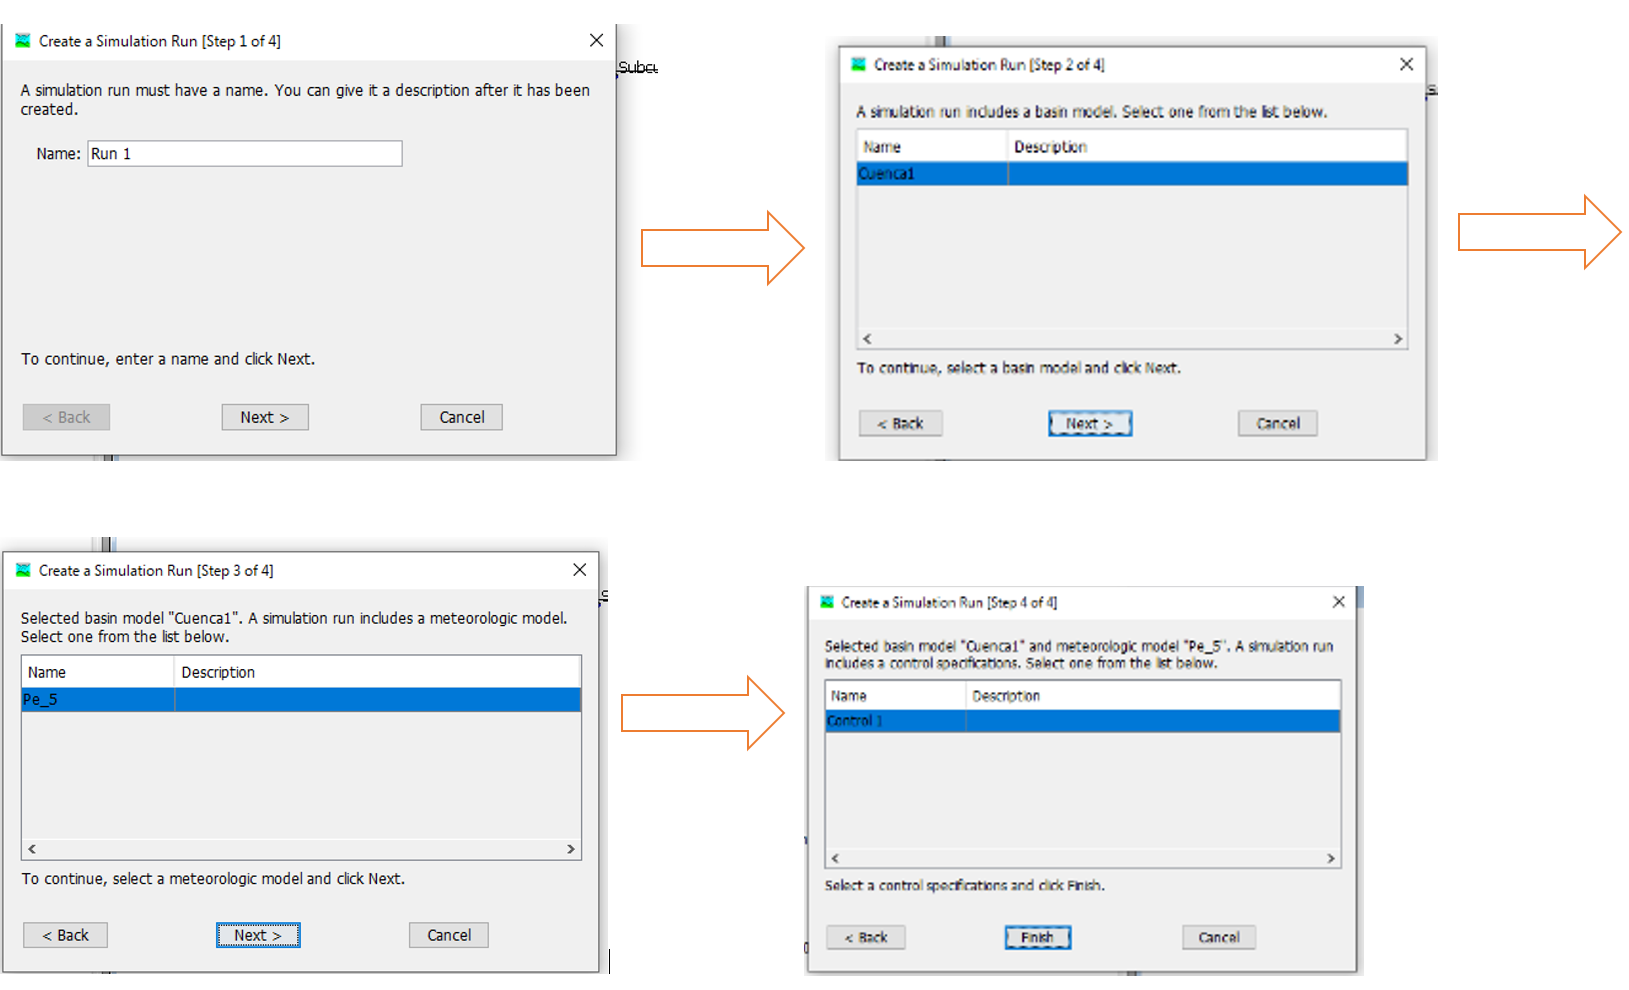 Create a Simulation Run [Step 1 of 4]
A simulation run must have a name. You can give it a description after it has been
created.
Name: Run 1
To continue, enter a name and click Next.
< Back Next > Cancel
Create a Simulation Run [Step 2 of 4]
A simulation run includes a basin model. Select one from the list below.
Name Description
Cuenca1
To continue, select a basin model and click Next.
< Back Next > Cancel
Create a Simulation Run [Step 3 of 4]
Selected basin model "Cuenca1". A simulation run includes a meteorologic model.
Select one from the list below.
Name Description
Pe_5
To continue, select a meteorologic model and click Next.
< Back Next > Cancel
Create a Simulation Run [Step 4 of 4]
Selected basin model "Cuenca1" and meteorologic model "Pe_5". A simulation run
includes a control specifications. Select one from the list below.
Name Description
Control 1
Select a control specifications and click Finish.
< Back Finish Cancel